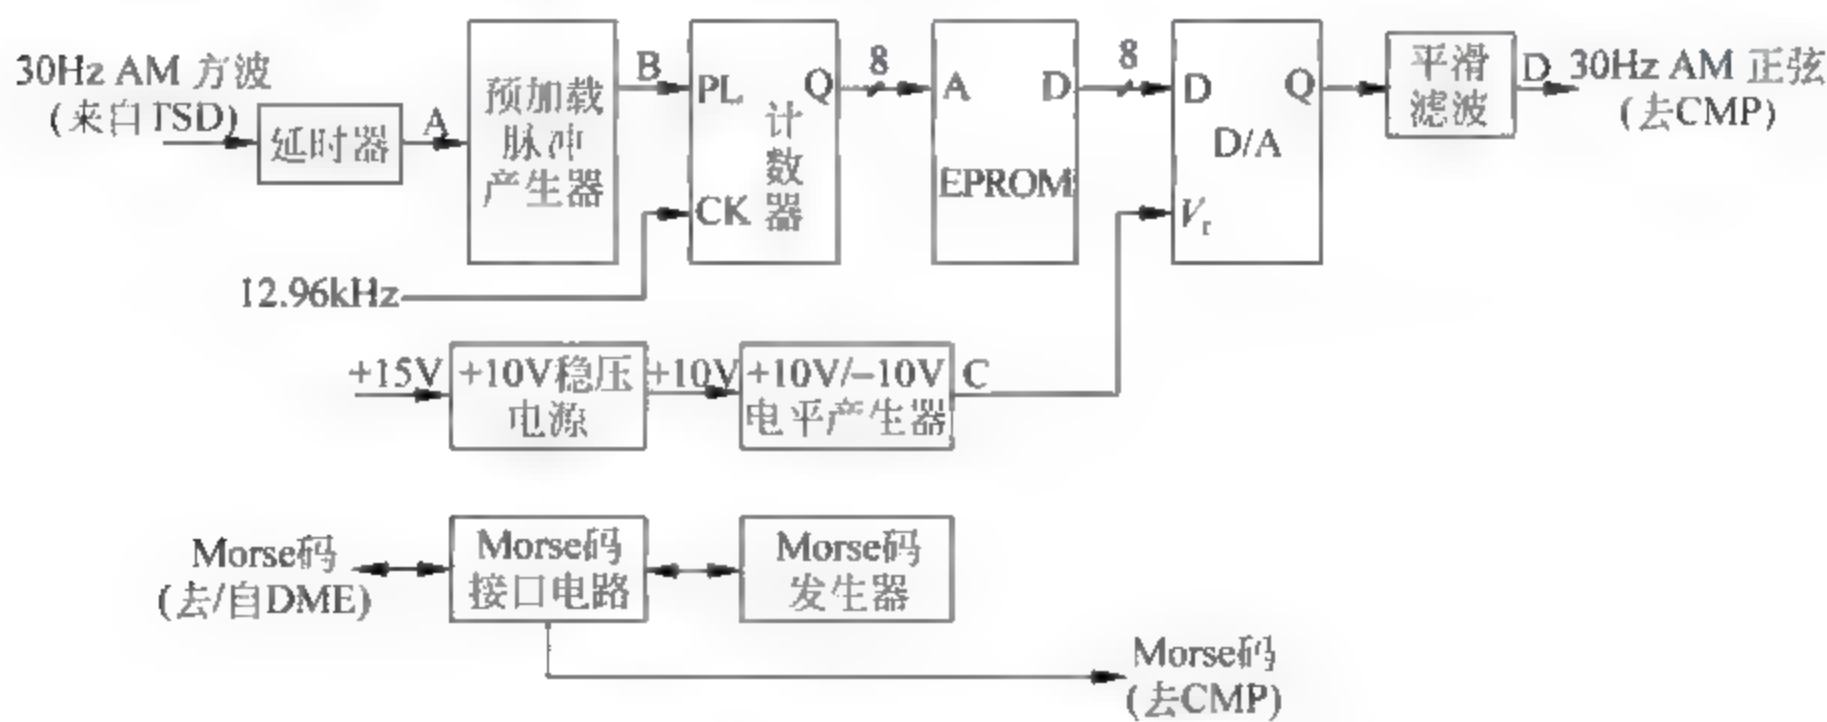 30Hz AM 方波
(来自TSD)
延时器
A
预加载
脉冲
产生器
B
PL
Q
计
数
器
CK
12.96kHz
8
A
D
EPROM
8
D
Q
D/A
Vr
平滑
滤波
D
30Hz AM 正弦
(去CMP)
+15V
+10V稳压
电源
+10V
+10V/-10V
电平产生器
C
Morse码
(去/自DME)
Morse码
接口电路
Morse码
发生器
Morse码
(去CMP)